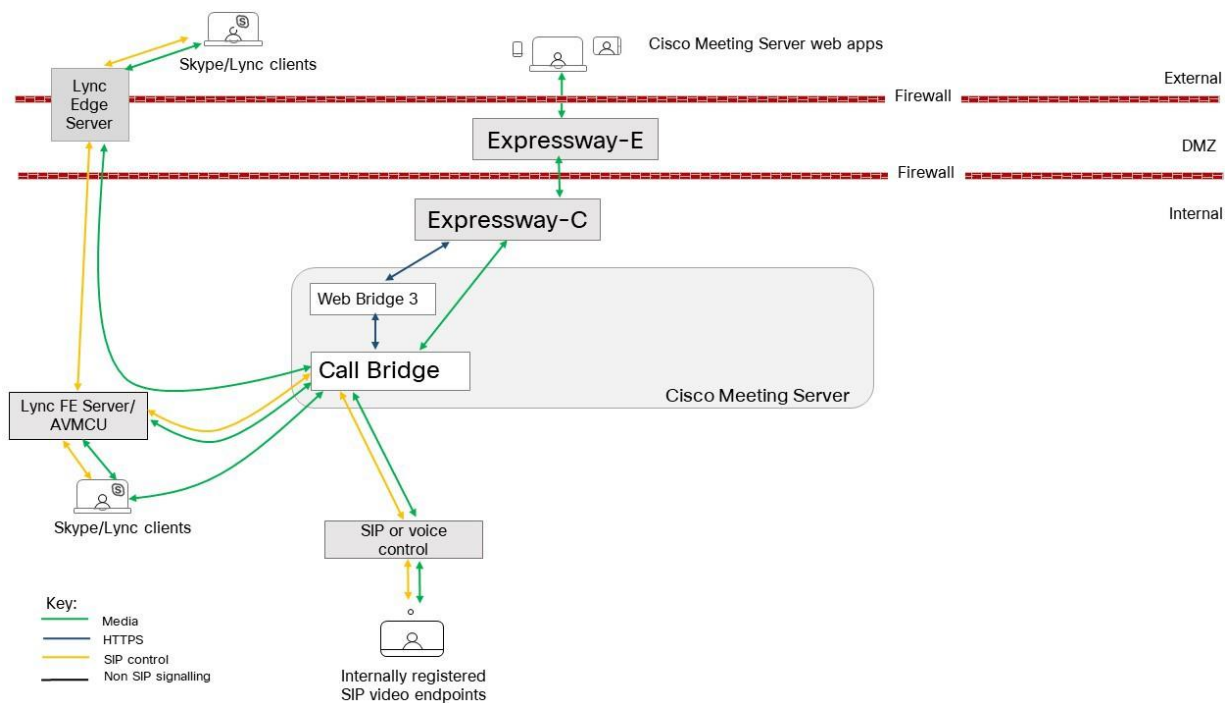 Skype/Lync clients
Cisco Meeting Server web apps
Lync
Edge
Server
External
Firewall
Expressway-E
DMZ
Firewall
Expressway-C
Internal
Web Bridge 3
Call Bridge
Cisco Meeting Server
Lync FE Server/
AVMCU
Skype/Lync clients
SIP or voice
control
Internally registered
SIP video endpoints
Key:
Media
HTTPS
SIP control
Non SIP signalling